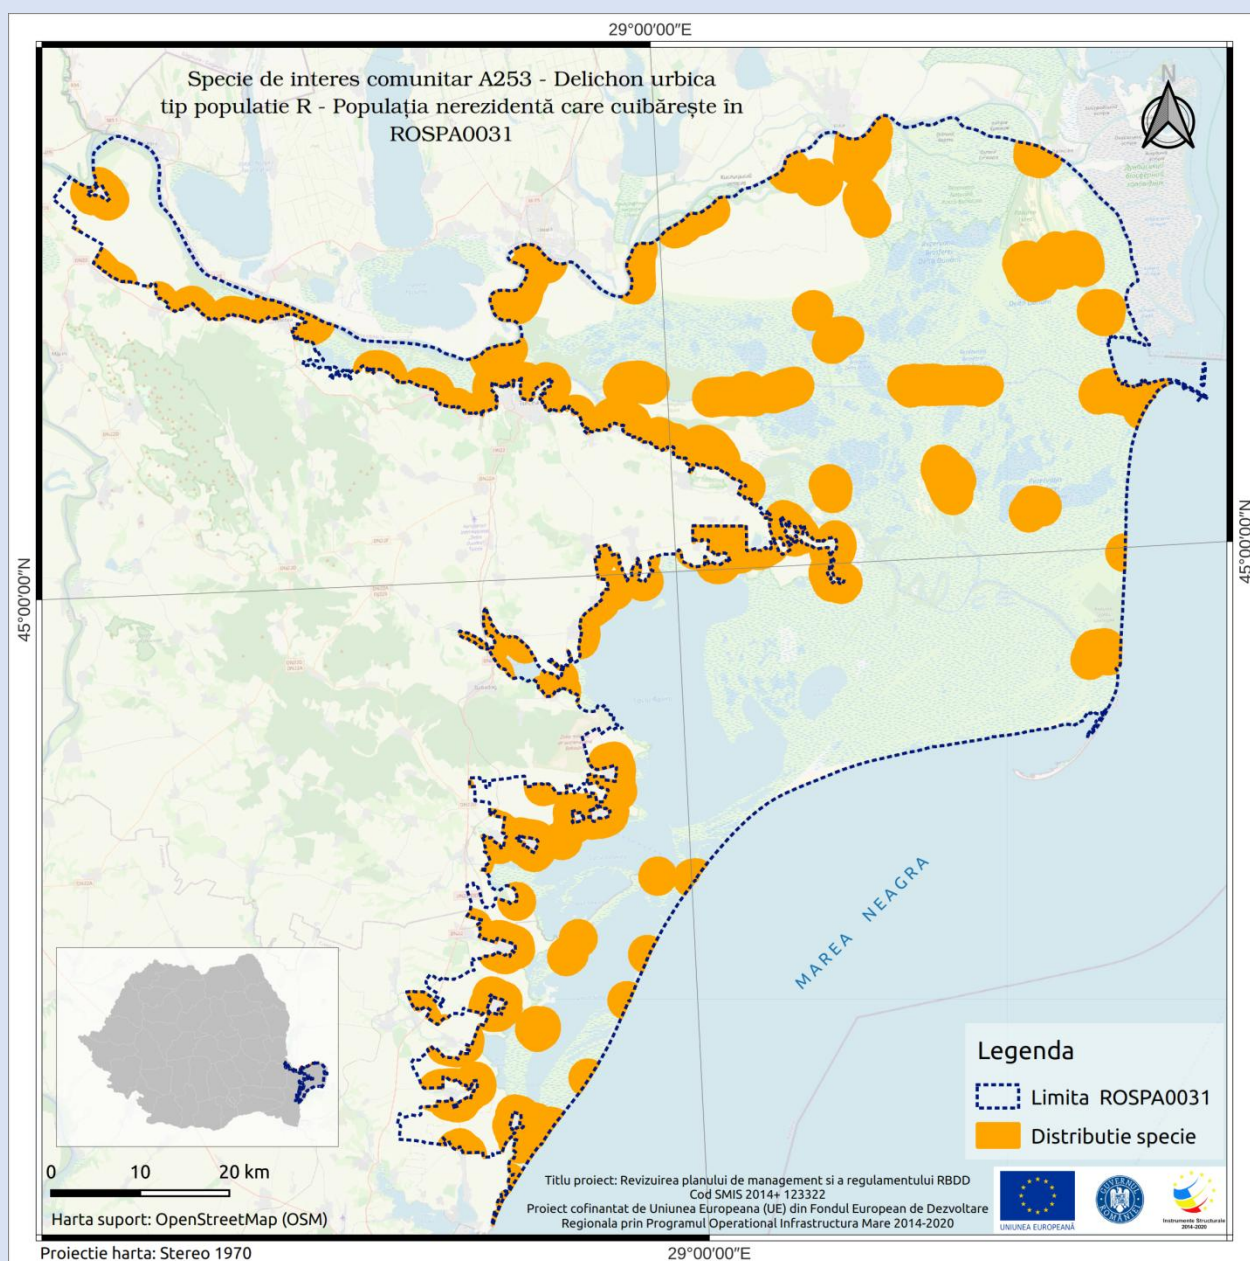 29°00'00"E
Specie de interes comunitar A253 - Delichon urbica
tip populatie R - Populația nerezidentă care cuibărește în
ROSPA0031
N
45°00'00"N
45°00'00"N
MAREA NEAGRA
Legenda
Limita ROSPA0031
Distributie specie
0 10 20 km
Harta suport: OpenStreetMap (OSM)
Titlu proiect: Revizuirea planului de management si a regulamentului RBDD
Cod SMIS 2014+ 123322
Proiect cofinantat de Uniunea Europeana (UE) din Fondul European de Dezvoltare
Regionala prin Programul Operational Infrastructura Mare 2014-2020
UNIUNEA EUROPEANĂ
GUVERNUL ROMÂNIEI
Instrumente Structurale
2014-2020
Proiectie harta: Stereo 1970
29°00'00"E